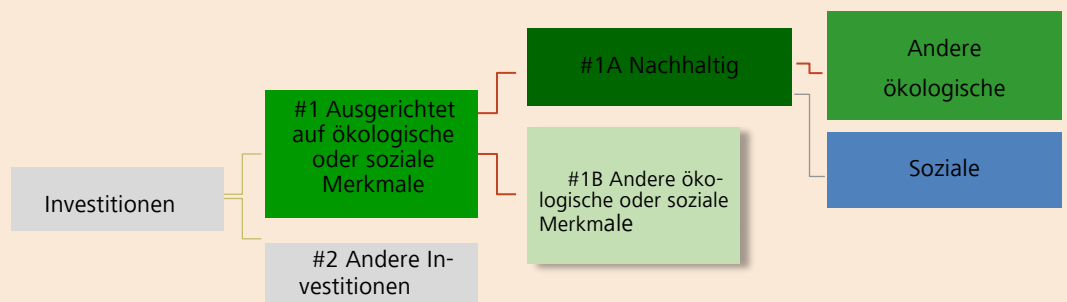 Investitionen
#1 Ausgerichtet
auf ökologische
oder soziale
Merkmale
#2 Andere In-
vestitionen
#1A Nachhaltig
#1B Andere öko-
logische oder soziale
Merkmale
Andere
ökologische
Soziale